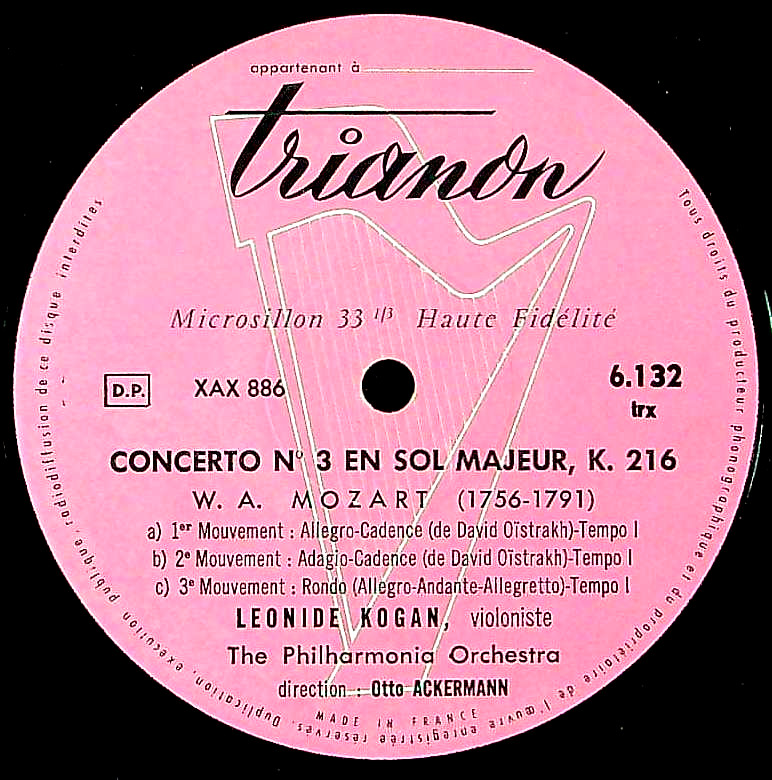 appartenant à
Trianon
Microsillon 33 1/3 Haute Fidélité
D.P. XAX 886 6.132
trx
CONCERTO N° 3 EN SOL MAJEUR, K. 216
W. A. MOZART (1756-1791)
a) 1er Mouvement : Allegro-Cadence (de David Oïstrakh)-Tempo I
b) 2e Mouvement : Adagio-Cadence (de David Oïstrakh)-Tempo I
c) 3e Mouvement : Rondo (Allegro-Andante-Allegretto)-Tempo I
LEONIDE KOGAN, violoniste
The Philharmonia Orchestra
direction : Otto ACKERMANN
MADE IN FRANCE
Tous droits du producteur phonographique et du propriétaire de l'œuvre enregistrée réservés. Duplication, exécution publique, radiodiffusion de ce disque interdites